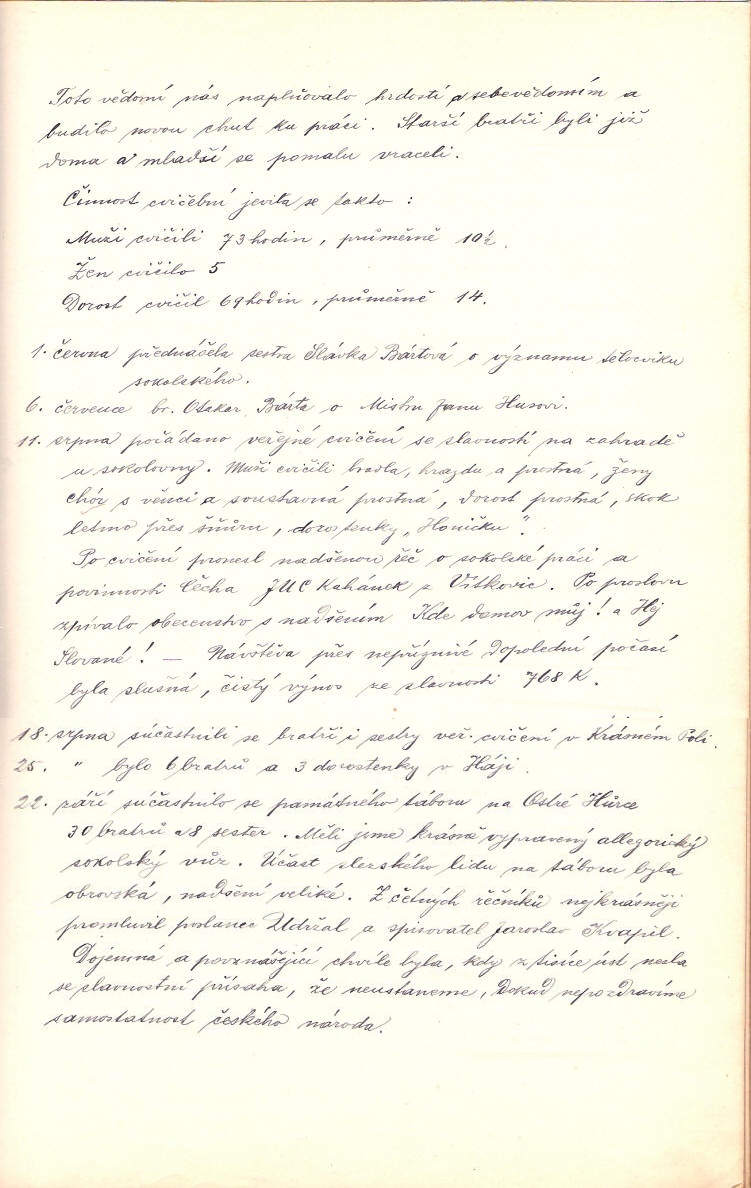 Toto vědomí nás naplňovalo hrdostí a sebevědomím a
budilo novou chuť ku práci. Starší bratři byli již
doma a mladší se pomalu vraceli.
Činnost cvičební jevila se takto :
Muži cvičili 73 hodin, průměrně 10½.
Žen cvičilo 5
Dorost cvičil 69 hodin, průměrně 14.
1. června přednášela sestra Slávka Bártová o významu tělocviku
sokolského.
6. července br. Otakar Bárta o Mistru Janu Husovi.
11. srpna pořádano veřejné cvičení se slavností na zahradě
u sokolovny. Muži cvičili bradla, hrazdu a prostná, ženy
chór s věnci a soustavná prostná, dorost prostná, skok
letmo přes šňůru, dorostenky „Honičku".
Po cvičení pronesl nadšenou řeč o sokolské práci a
povinnosti Čecha JUC Kahánek z Vítkovic. Po proslovu
zpívalo obecenstvo s nadšením Kde domov můj! a Hej
Slované! — Návštěva přes nepříznivé dopolední počasí
byla slušná, čistý výnos ze slavnosti 768 K.
18. srpna súčastnili se bratři i sestry veř. cvičení v Krásném Poli.
25. " bylo 6 bratrů a 3 dorostenky v Háji.
22. září súčastnilo se památného táboru na Ostré Hůrce
30 bratrů a 8 sester. Měli jsme krásně vypravený allegorický
sokolský vůz. Účast slezského lidu na táboru byla
obrovská, nadšení veliké. Z četných řečníků nejkrásněji
promluvil poslanec Udržal a spisovatel Jaroslav Kvapil.
Dojemná a povznášející chvíle byla, kdy z tisíce úst nesla
se slavnostní přísaha, že neustaneme, dokud nepozdravíme
samostatnost českého národa.